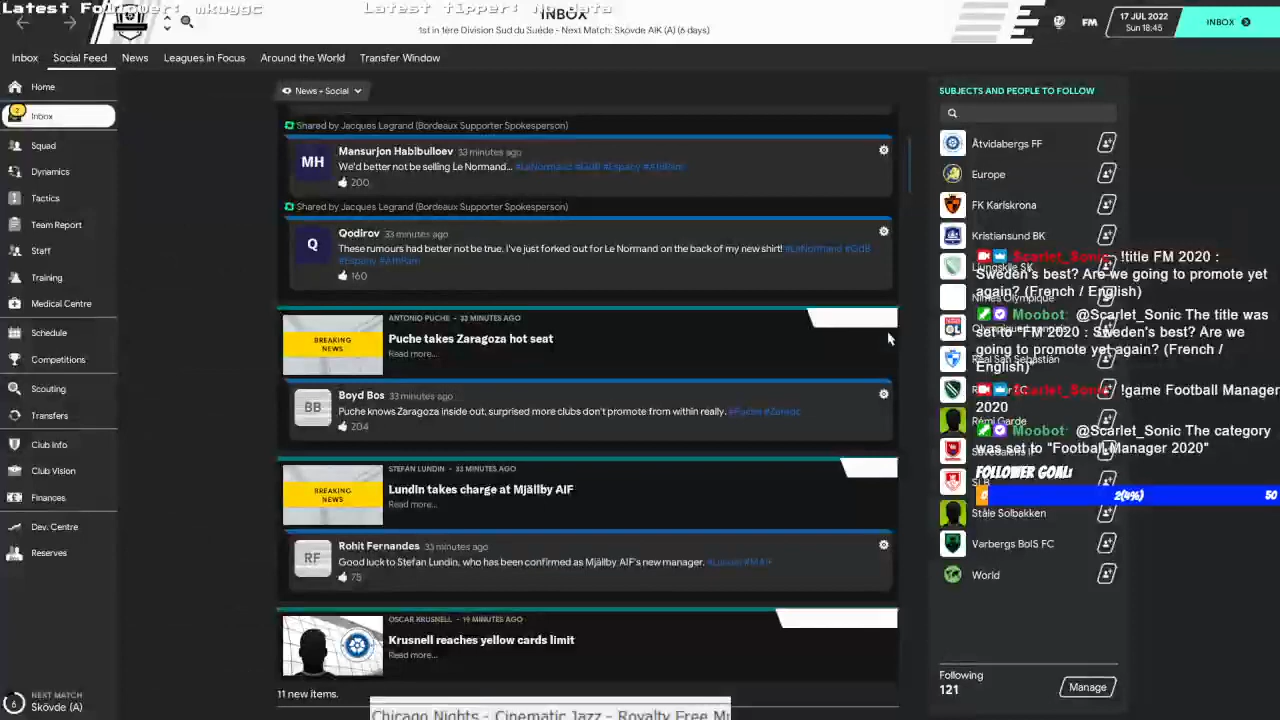 Latest Follower: mkuygc
Latest tipper: No data
INBOX
1st in 1ère Division Sud du Suède - Next Match: Skövde AIK (A) (6 days)
FM
17 JUL 2022
Sun 18:45
INBOX
Inbox
Social Feed
News
Leagues in Focus
Around the World
Transfer Window
Home
2
Inbox
Squad
Dynamics
Tactics
Team Report
Staff
Training
Medical Centre
Schedule
Competitions
Scouting
Transfers
Club Info
Club Vision
Finances
Dev. Centre
Reserves
6
NEXT MATCH
Skövde (A)
News + Social
Shared by Jacques Legrand (Bordeaux Supporter Spokesperson)
MH
Mansurjon Habibulloev 33 minutes ago
We'd better not be selling Le Normand... #LeNormand #GdB #Espacy #AthRam
200
Shared by Jacques Legrand (Bordeaux Supporter Spokesperson)
Q
Qodirov 33 minutes ago
These rumours had better not be true. I've just forked out for Le Normand on the back of my new shirt! #LeNormand #GdB
#Espany #AthRam
160
ANTONIO PUCHE - 33 MINUTES AGO
BREAKING
NEWS
Puche takes Zaragoza hot seat
Read more...
BB
Boyd Bos 33 minutes ago
Puche knows Zaragoza inside out, surprised more clubs don't promote from within really. #Puche #Zaragc
204
STEFAN LUNDIN - 33 MINUTES AGO
BREAKING
NEWS
Lundin takes charge at Mjällby AIF
Read more...
RF
Rohit Fernandes 33 minutes ago
Good luck to Stefan Lundin, who has been confirmed as Mjällby AIF's new manager. #Lundin #MAIF
75
OSCAR KRUSNELL - 19 MINUTES AGO
Krusnell reaches yellow cards limit
Read more...
11 new items.
Chicago Nights - Cinematic Jazz - Royalty Free Mu
SUBJECTS AND PEOPLE TO FOLLOW
Åtvidabergs FF
Europe
FK Karlskrona
Kristiansund BK
Ljungskile SK
Nîmes Olympique
Real San Sebastián
Rémi Garde
SLB
Ståle Solbakken
Varbergs BoIS FC
World
Following
121
Manage
Scarlet_Sonic: !title FM 2020 :
Sweden's best? Are we going to promote yet
again? (French / English)
Moobot: @Scarlet_Sonic The title was
set to "FM 2020 : Sweden's best? Are we
going to promote yet again? (French /
English)"
Scarlet_Sonic: !game Football Manager
2020
Moobot: @Scarlet_Sonic The category
was set to "Football Manager 2020"
FOLLOWER GOAL:
0
2(4%)
50